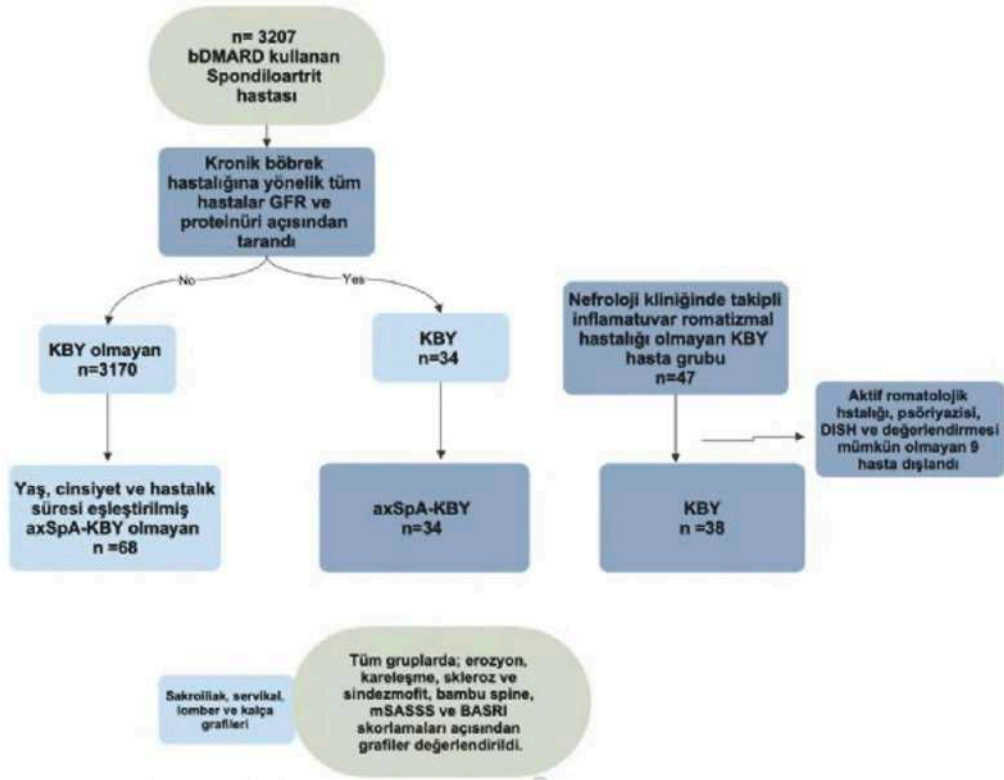 n= 3207
bDMARD kullanan
Spondiloartrit
hastası
Kronik böbrek
hastalığına yönelik tüm
hastalar GFR ve
proteinüri açısından
tarandı
No
Yes
KBY olmayan
n=3170
KBY
n=34
Nefroloji kliniğinde takipli
inflamatuvar romatizmal
hastalığı olmayan KBY
hasta grubu
n=47
Aktif romatolojik
hstalığı, psöriyazisi,
DISH ve değerlendirmesi
mümkün olmayan 9
hasta dışlandı
Yaş, cinsiyet ve hastalık
süresi eşleştirilmiş
axSpA-KBY olmayan
n =68
axSpA-KBY
n=34
KBY
n =38
Sakroiliak, servikal,
lomber ve kalça
grafileri
Tüm gruplarda; erozyon,
kareleşme, skleroz ve
sindezmofit, bambu spine,
mSASSS ve BASRI
skorlamaları açısından
grafiler değerlendirildi.